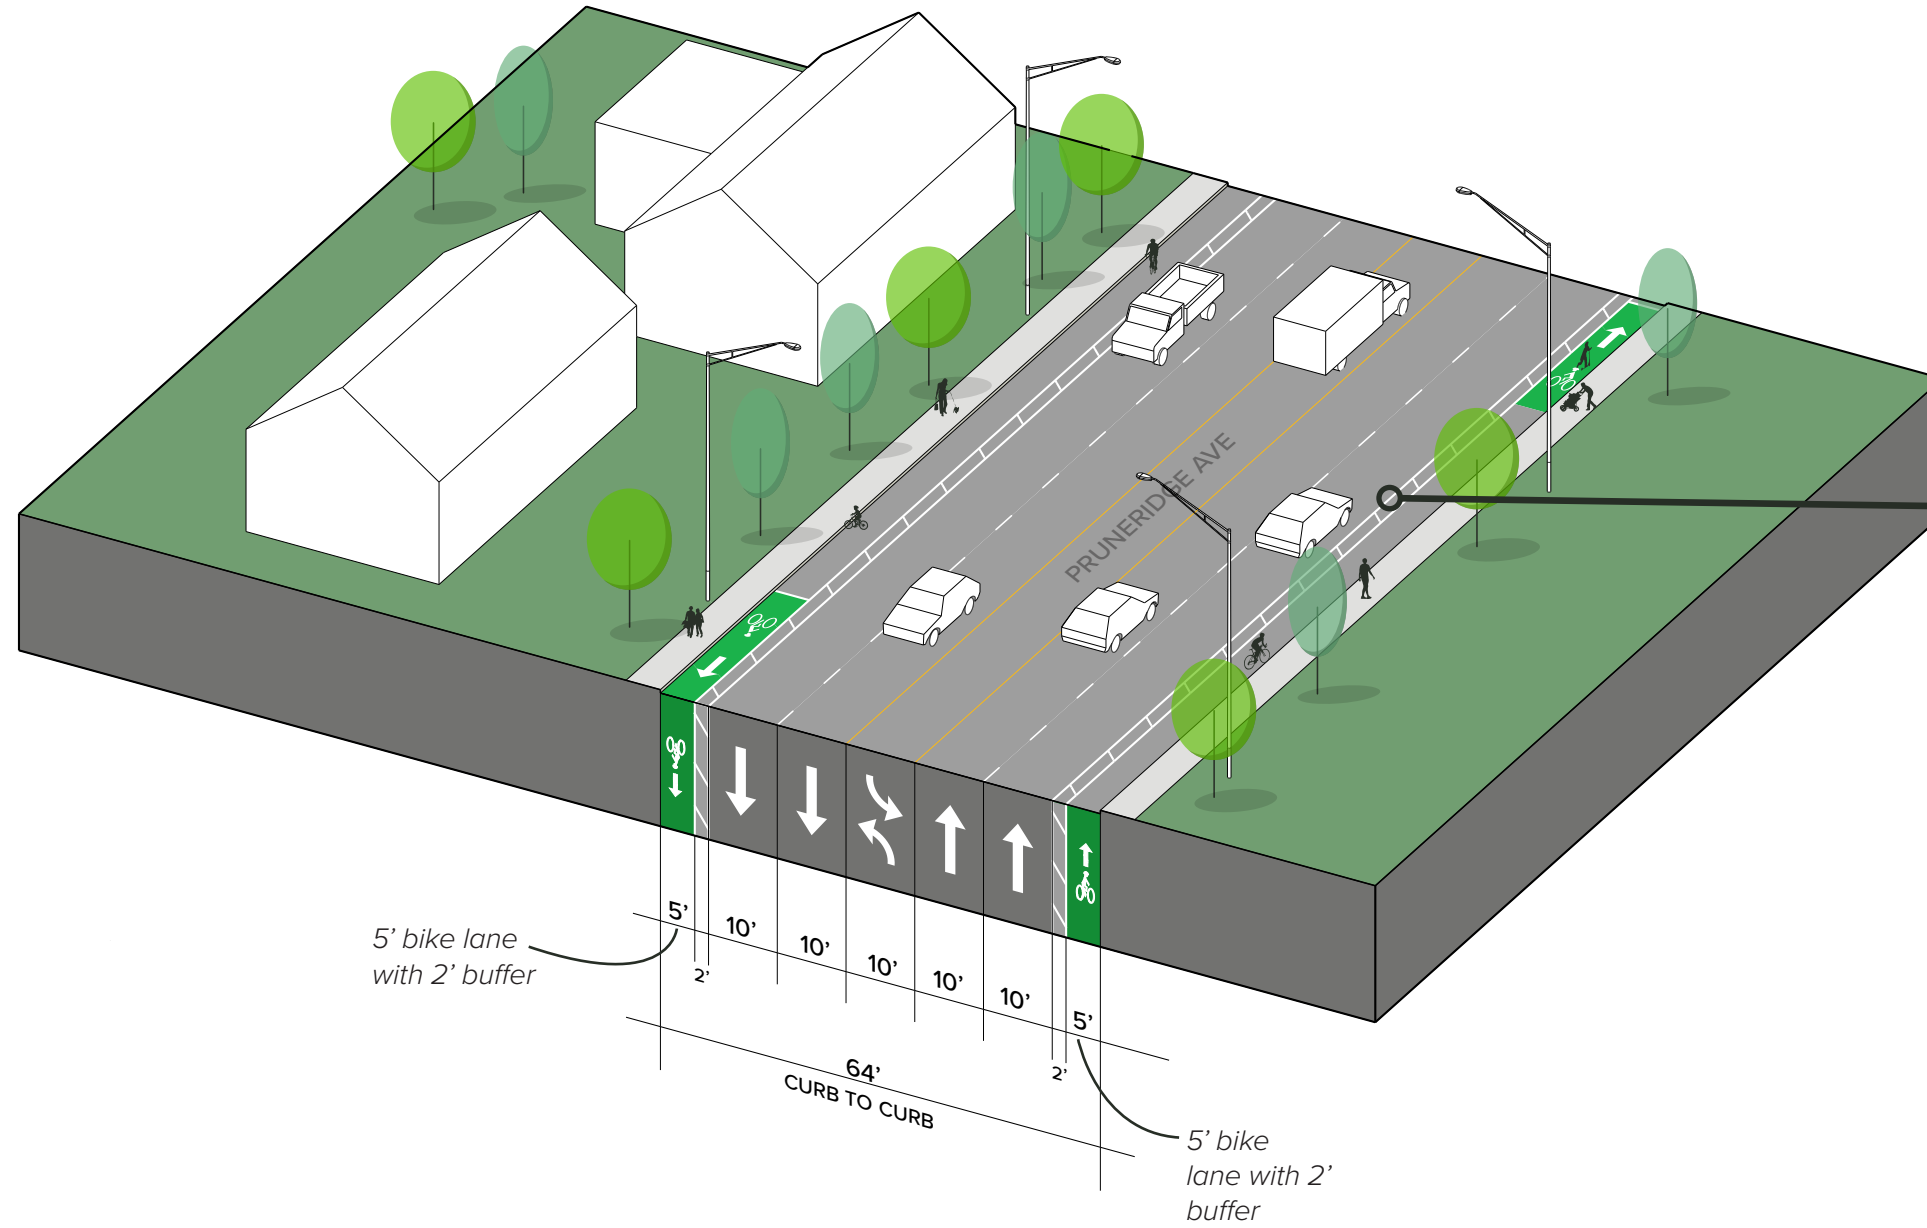 PRUNERIDGE AVE
5’ bike lane
with 2’ buffer
5’
2’
10’
10’
10’
10’
10’
2’
5’
64’
CURB TO CURB
5’ bike
lane with 2’
buffer